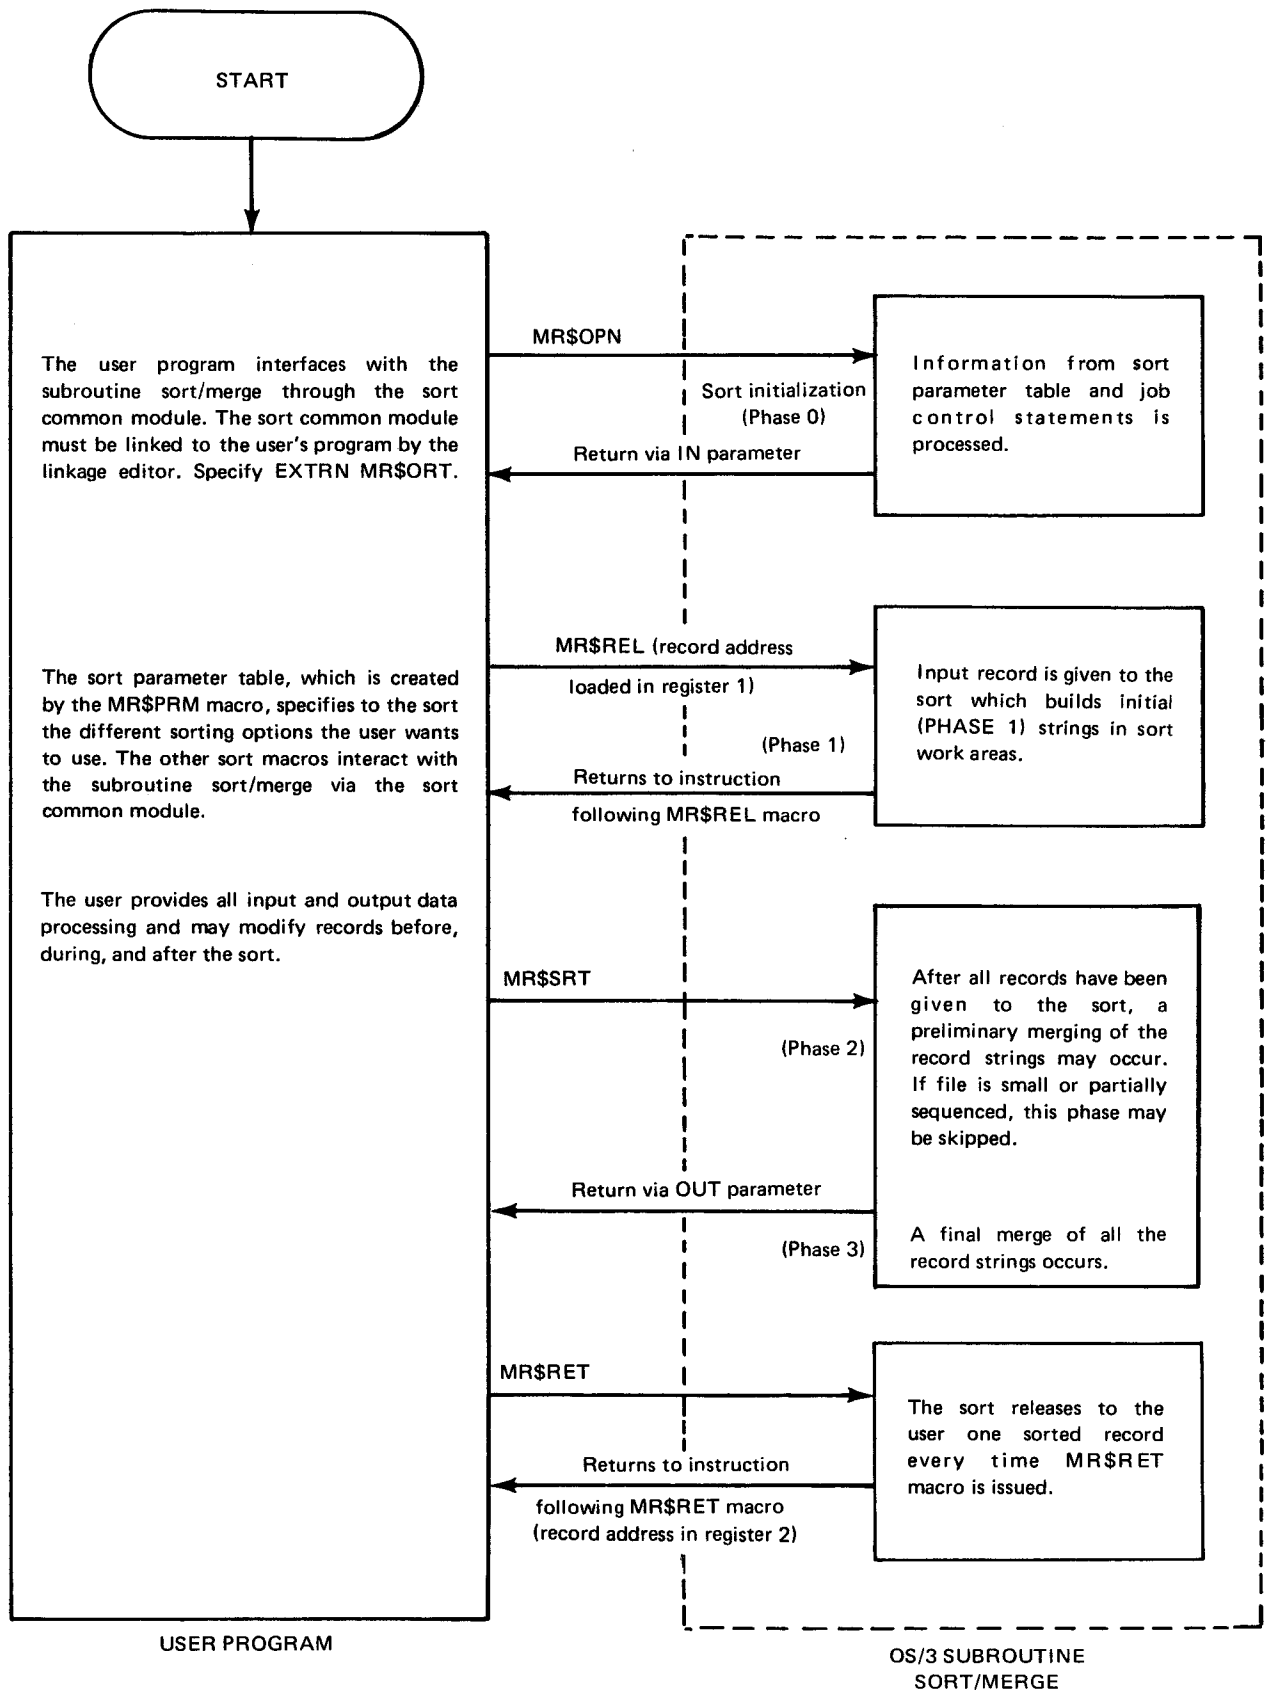 START
The user program interfaces with the
subroutine sort/merge through the sort
common module. The sort common module
must be linked to the user's program by the
linkage editor. Specify EXTRN MR$ORT.
The sort parameter table, which is created
by the MR$PRM macro, specifies to the sort
the different sorting options the user wants
to use. The other sort macros interact with
the subroutine sort/merge via the sort
common module.
The user provides all input and output data
processing and may modify records before,
during, and after the sort.
USER PROGRAM
MR$OPN
Sort initialization
(Phase 0)
Return via IN parameter
Information from sort
parameter table and job
control statements is
processed.
MR$REL (record address
loaded in register 1)
(Phase 1)
Returns to instruction
following MR$REL macro
Input record is given to the
sort which builds initial
(PHASE 1) strings in sort
work areas.
MR$SRT
(Phase 2)
Return via OUT parameter
(Phase 3)
After all records have been
given to the sort, a
preliminary merging of the
record strings may occur.
If file is small or partially
sequenced, this phase may
be skipped.
A final merge of all the
record strings occurs.
MR$RET
Returns to instruction
following MR$RET macro
(record address in register 2)
The sort releases to the
user one sorted record
every time MR$RET
macro is issued.
OS/3 SUBROUTINE
SORT/MERGE